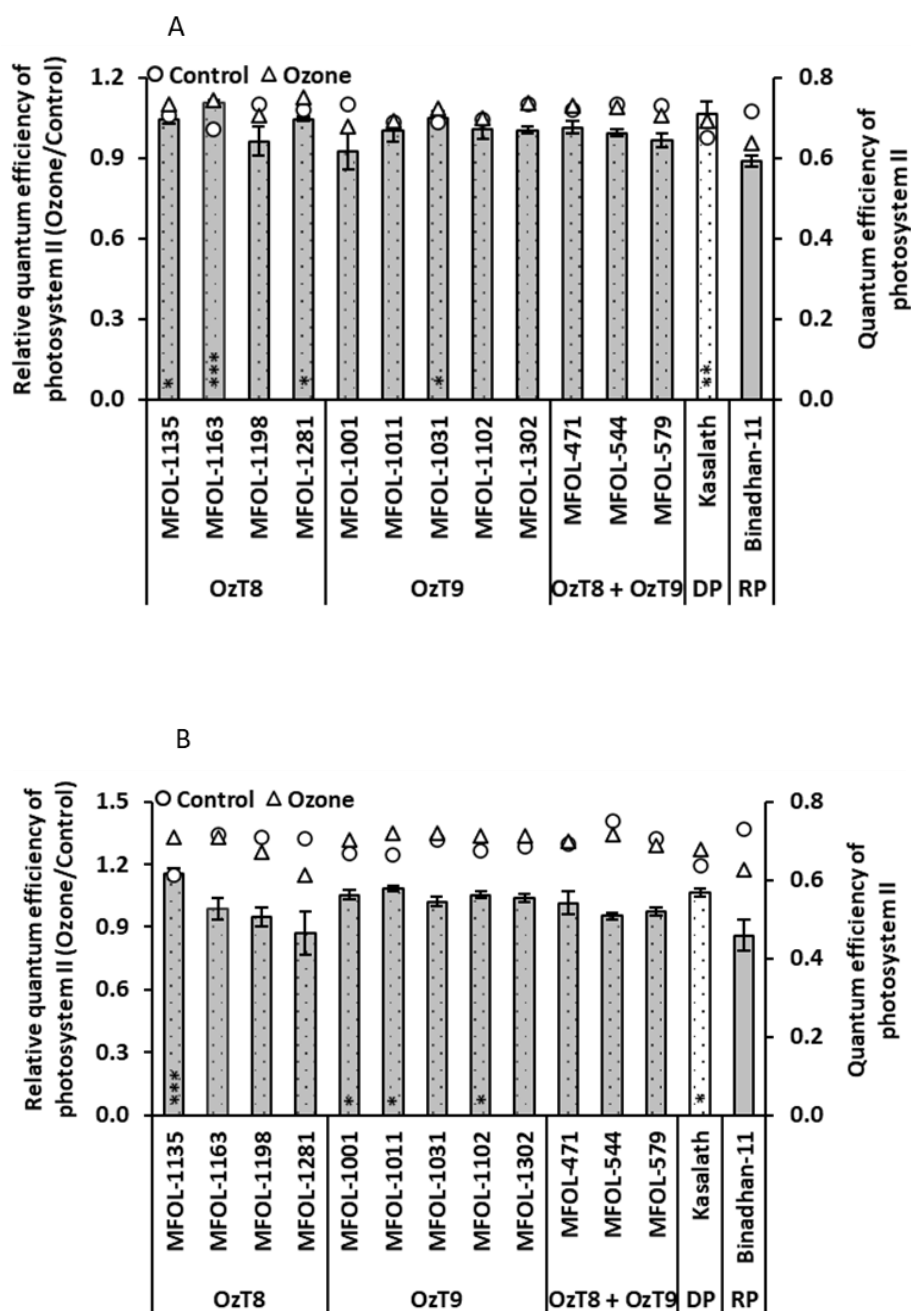 A
Relative quantum efficiency of
photosystem II (Ozone/Control)
1.2
0.9
0.6
0.3
0.0
Control
Ozone
0.8
0.6
0.4
0.2
0.0
Quantum efficiency of
photosystem II
*
***
*
*
**
MFOL-1135
MFOL-1163
MFOL-1198
MFOL-1281
MFOL-1001
MFOL-1011
MFOL-1031
MFOL-1102
MFOL-1302
MFOL-471
MFOL-544
MFOL-579
Kasalath
Binadhan-11
OzT8
OzT9
OzT8 + OzT9
DP
RP
B
Relative quantum efficiency of
photosystem II (Ozone/Control)
1.5
1.2
0.9
0.6
0.3
0.0
Control
Ozone
0.8
0.6
0.4
0.2
0.0
Quantum efficiency of
photosystem II
***
*
*
*
*
MFOL-1135
MFOL-1163
MFOL-1198
MFOL-1281
MFOL-1001
MFOL-1011
MFOL-1031
MFOL-1102
MFOL-1302
MFOL-471
MFOL-544
MFOL-579
Kasalath
Binadhan-11
OzT8
OzT9
OzT8 + OzT9
DP
RP